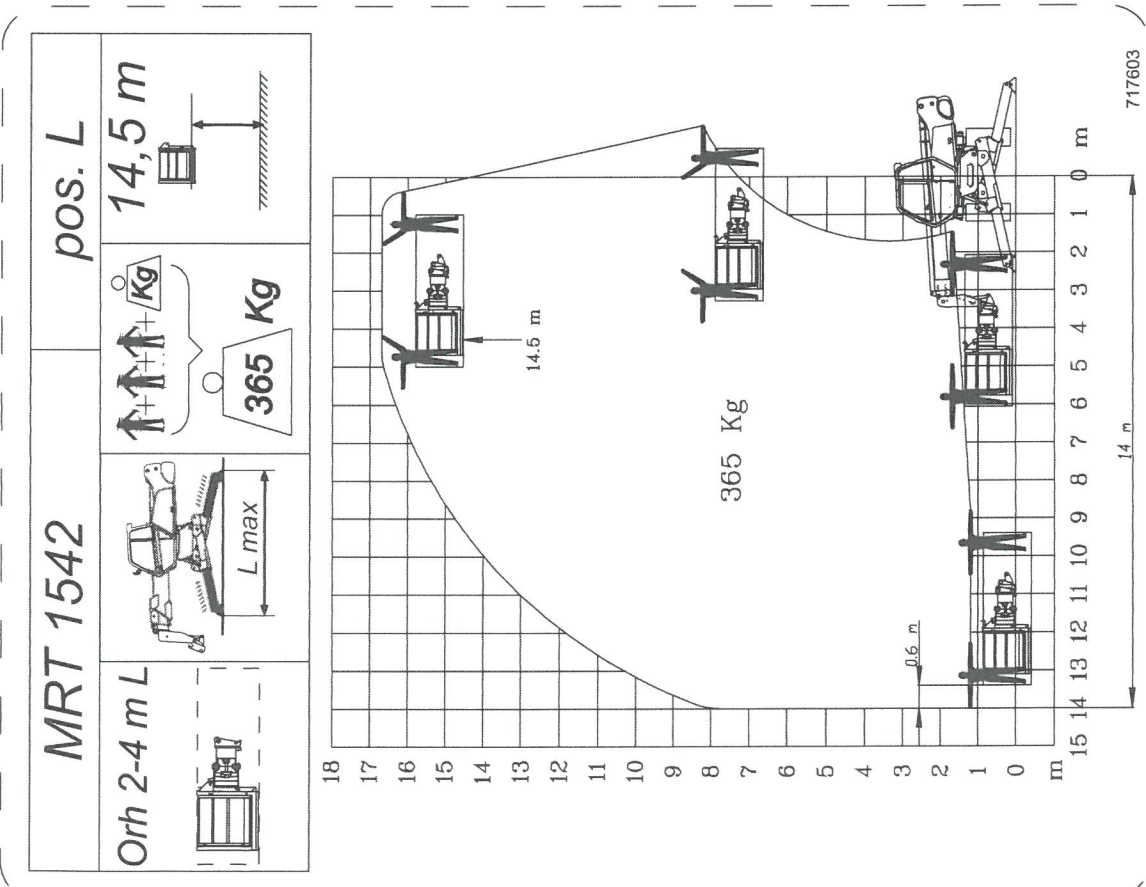 MRT 1542
pos. L
Orh 2-4 m L
L max
Kg
365 Kg
14,5 m
18
17
16
15
14
13
12
11
10
9
8
7
6
5
4
3
2
1
0
m
14.5 m
365 Kg
0.6 m
15 14 13 12 11 10 9 8 7 6 5 4 3 2 1 0 m
14 m
717603